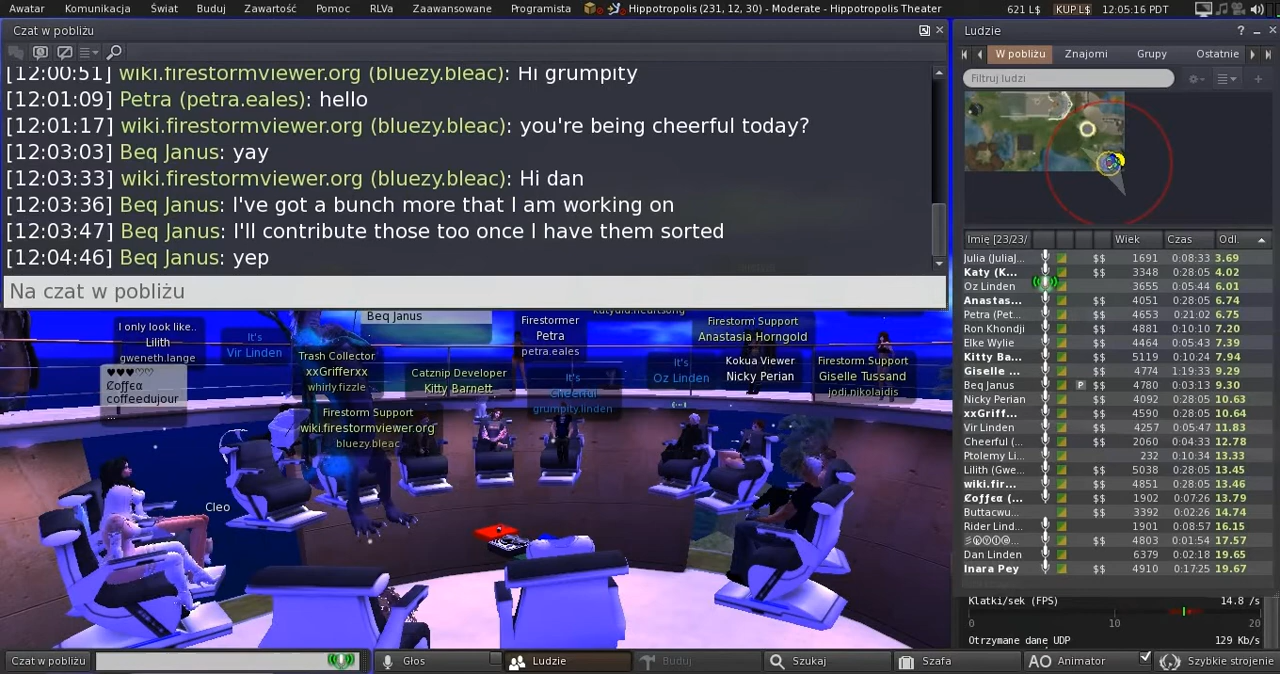 Awatar Komunikacja Świat Buduj Zawartość Pomoc RLVa Zaawansowane Programista Hippotropolis (231, 12, 30) - Moderate - Hippotropolis Theater 621 L$ KUP L$ 12:05:16 PDT
Czat w pobliżu
[12:00:51] wiki.firestormviewer.org (bluezy.bleac): Hi grumpity
[12:01:09] Petra (petra.eales): hello
[12:01:17] wiki.firestormviewer.org (bluezy.bleac): you're being cheerful today?
[12:03:03] Beq Janus: yay
[12:03:33] wiki.firestormviewer.org (bluezy.bleac): Hi dan
[12:03:36] Beq Janus: I've got a bunch more that I am working on
[12:03:47] Beq Janus: I'll contribute those too once I have them sorted
[12:04:46] Beq Janus: yep
Na czat w pobliżu
Beq Janus
I only look like..
Lilith
gweneth.lange
It's
Vir Linden
♥♥♥♡♡
Coffee
coffeedujour
...
Trash Collector
xxGrifferxx
whirly.fizzle
Catznip Developer
Kitty Barnett
Firestormer
Petra
petra.eales
It's
Cheerful
grumpity.linden
Firestorm Support
wiki.firestormviewer.org
bluezy.bleac
It's
Oz Linden
Firestorm Support
Anastasia Horngold
Kokua Viewer
Nicky Perian
Firestorm Support
Giselle Tussand
jodi.nikolaidis
Cleo
Ludzie
? _ ×
W pobliżu Znajomi Grupy Ostatnie
Filtruj ludzi
Imię [23/23/ Wiek Czas Odl.
Julia (JuliaJ... $$ 1691 0:08:33 3.69
Katy (K... $$ 3348 0:28:05 4.02
Oz Linden 3655 0:05:44 6.01
Anastas... $$ 4051 0:28:05 6.74
Petra (Pet... $$ 4653 0:21:02 6.75
Ron Khondji $$ 4881 0:10:10 7.20
Elke Wylie $$ 4464 0:05:43 7.39
Kitty Ba... $$ 5119 0:10:24 7.94
Giselle ... $$ 4774 1:19:33 9.29
Beq Janus P $$ 4780 0:03:13 9.30
Nicky Perian $$ 4092 0:28:05 10.63
xxGriff... $$ 4590 0:28:05 10.64
Vir Linden $$ 4257 0:05:47 11.83
Cheerful (... $$ 2060 0:04:33 12.78
Ptolemy Li... 232 0:10:34 13.33
Lilith (Gwe... $$ 5038 0:28:05 13.45
wiki.fir... $$ 4851 0:28:05 13.46
Coffee (... $$ 1902 0:07:26 13.79
Buttacwu... $$ 3392 0:02:26 14.74
Rider Lind... 1901 0:08:57 16.15
$$ 4803 0:01:54 17.57
Dan Linden 6379 0:02:18 19.65
Inara Pey $$ 4910 0:17:25 19.67
Klatki/sek (FPS) 14.8 /s
0 10 20
Otrzymane dane UDP 129 Kb/s
Czat w pobliżu Głos Ludzie Buduj Szukaj Szafa AO Animator Szybkie strojenie